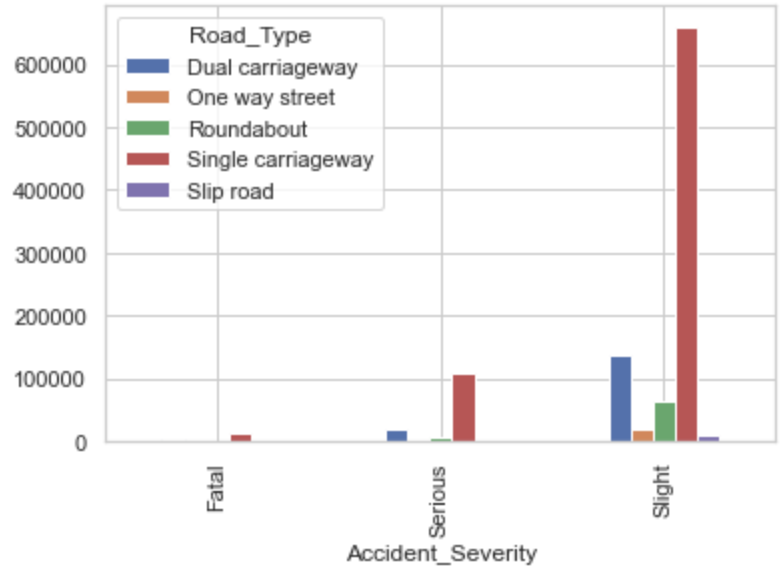 Road_Type
Dual carriageway
One way street
Roundabout
Single carriageway
Slip road
600000
500000
400000
300000
200000
100000
0
Fatal
Serious
Slight
Accident_Severity